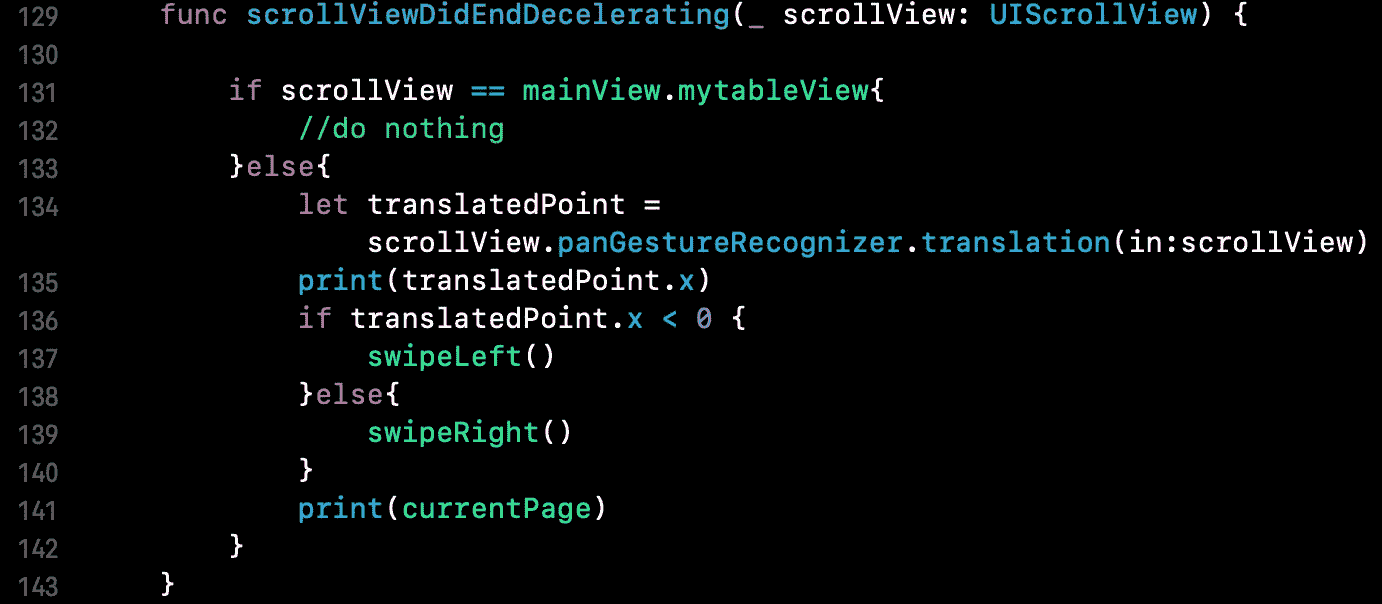 129 func scrollViewDidEndDecelerating(_ scrollView: UIScrollView) {
130
131 if scrollView == mainView.mytableView{
132 //do nothing
133 }else{
134 let translatedPoint =
scrollView.panGestureRecognizer.translation(in:scrollView)
135 print(translatedPoint.x)
136 if translatedPoint.x < 0 {
137 swipeLeft()
138 }else{
139 swipeRight()
140 }
141 print(currentPage)
142 }
143 }